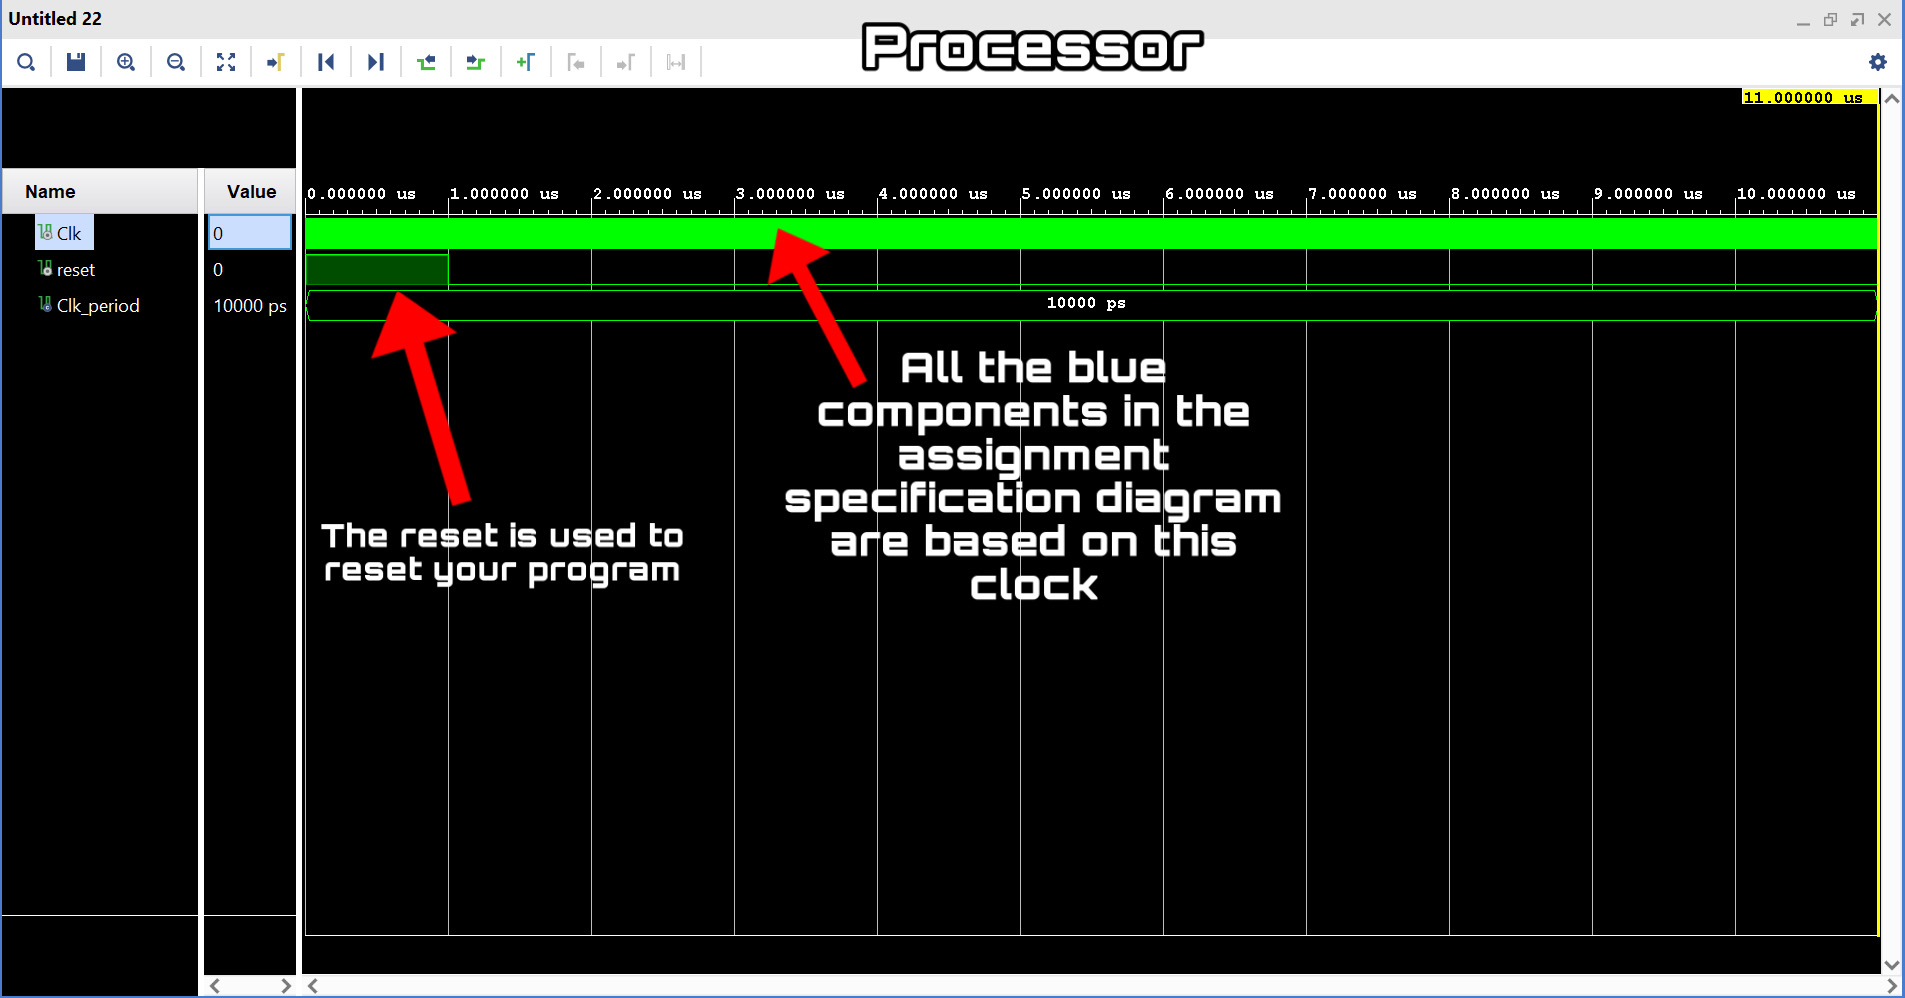 Untitled 22
Processor
11.000000 us
Name
Value
0.000000 us 1.000000 us 2.000000 us 3.000000 us 4.000000 us 5.000000 us 6.000000 us 7.000000 us 8.000000 us 9.000000 us 10.000000 us
Clk
0
reset
0
Clk_period
10000 ps
10000 ps
All the blue
components in the
assignment
specification diagram
are based on this
clock
The reset is used to
reset your program